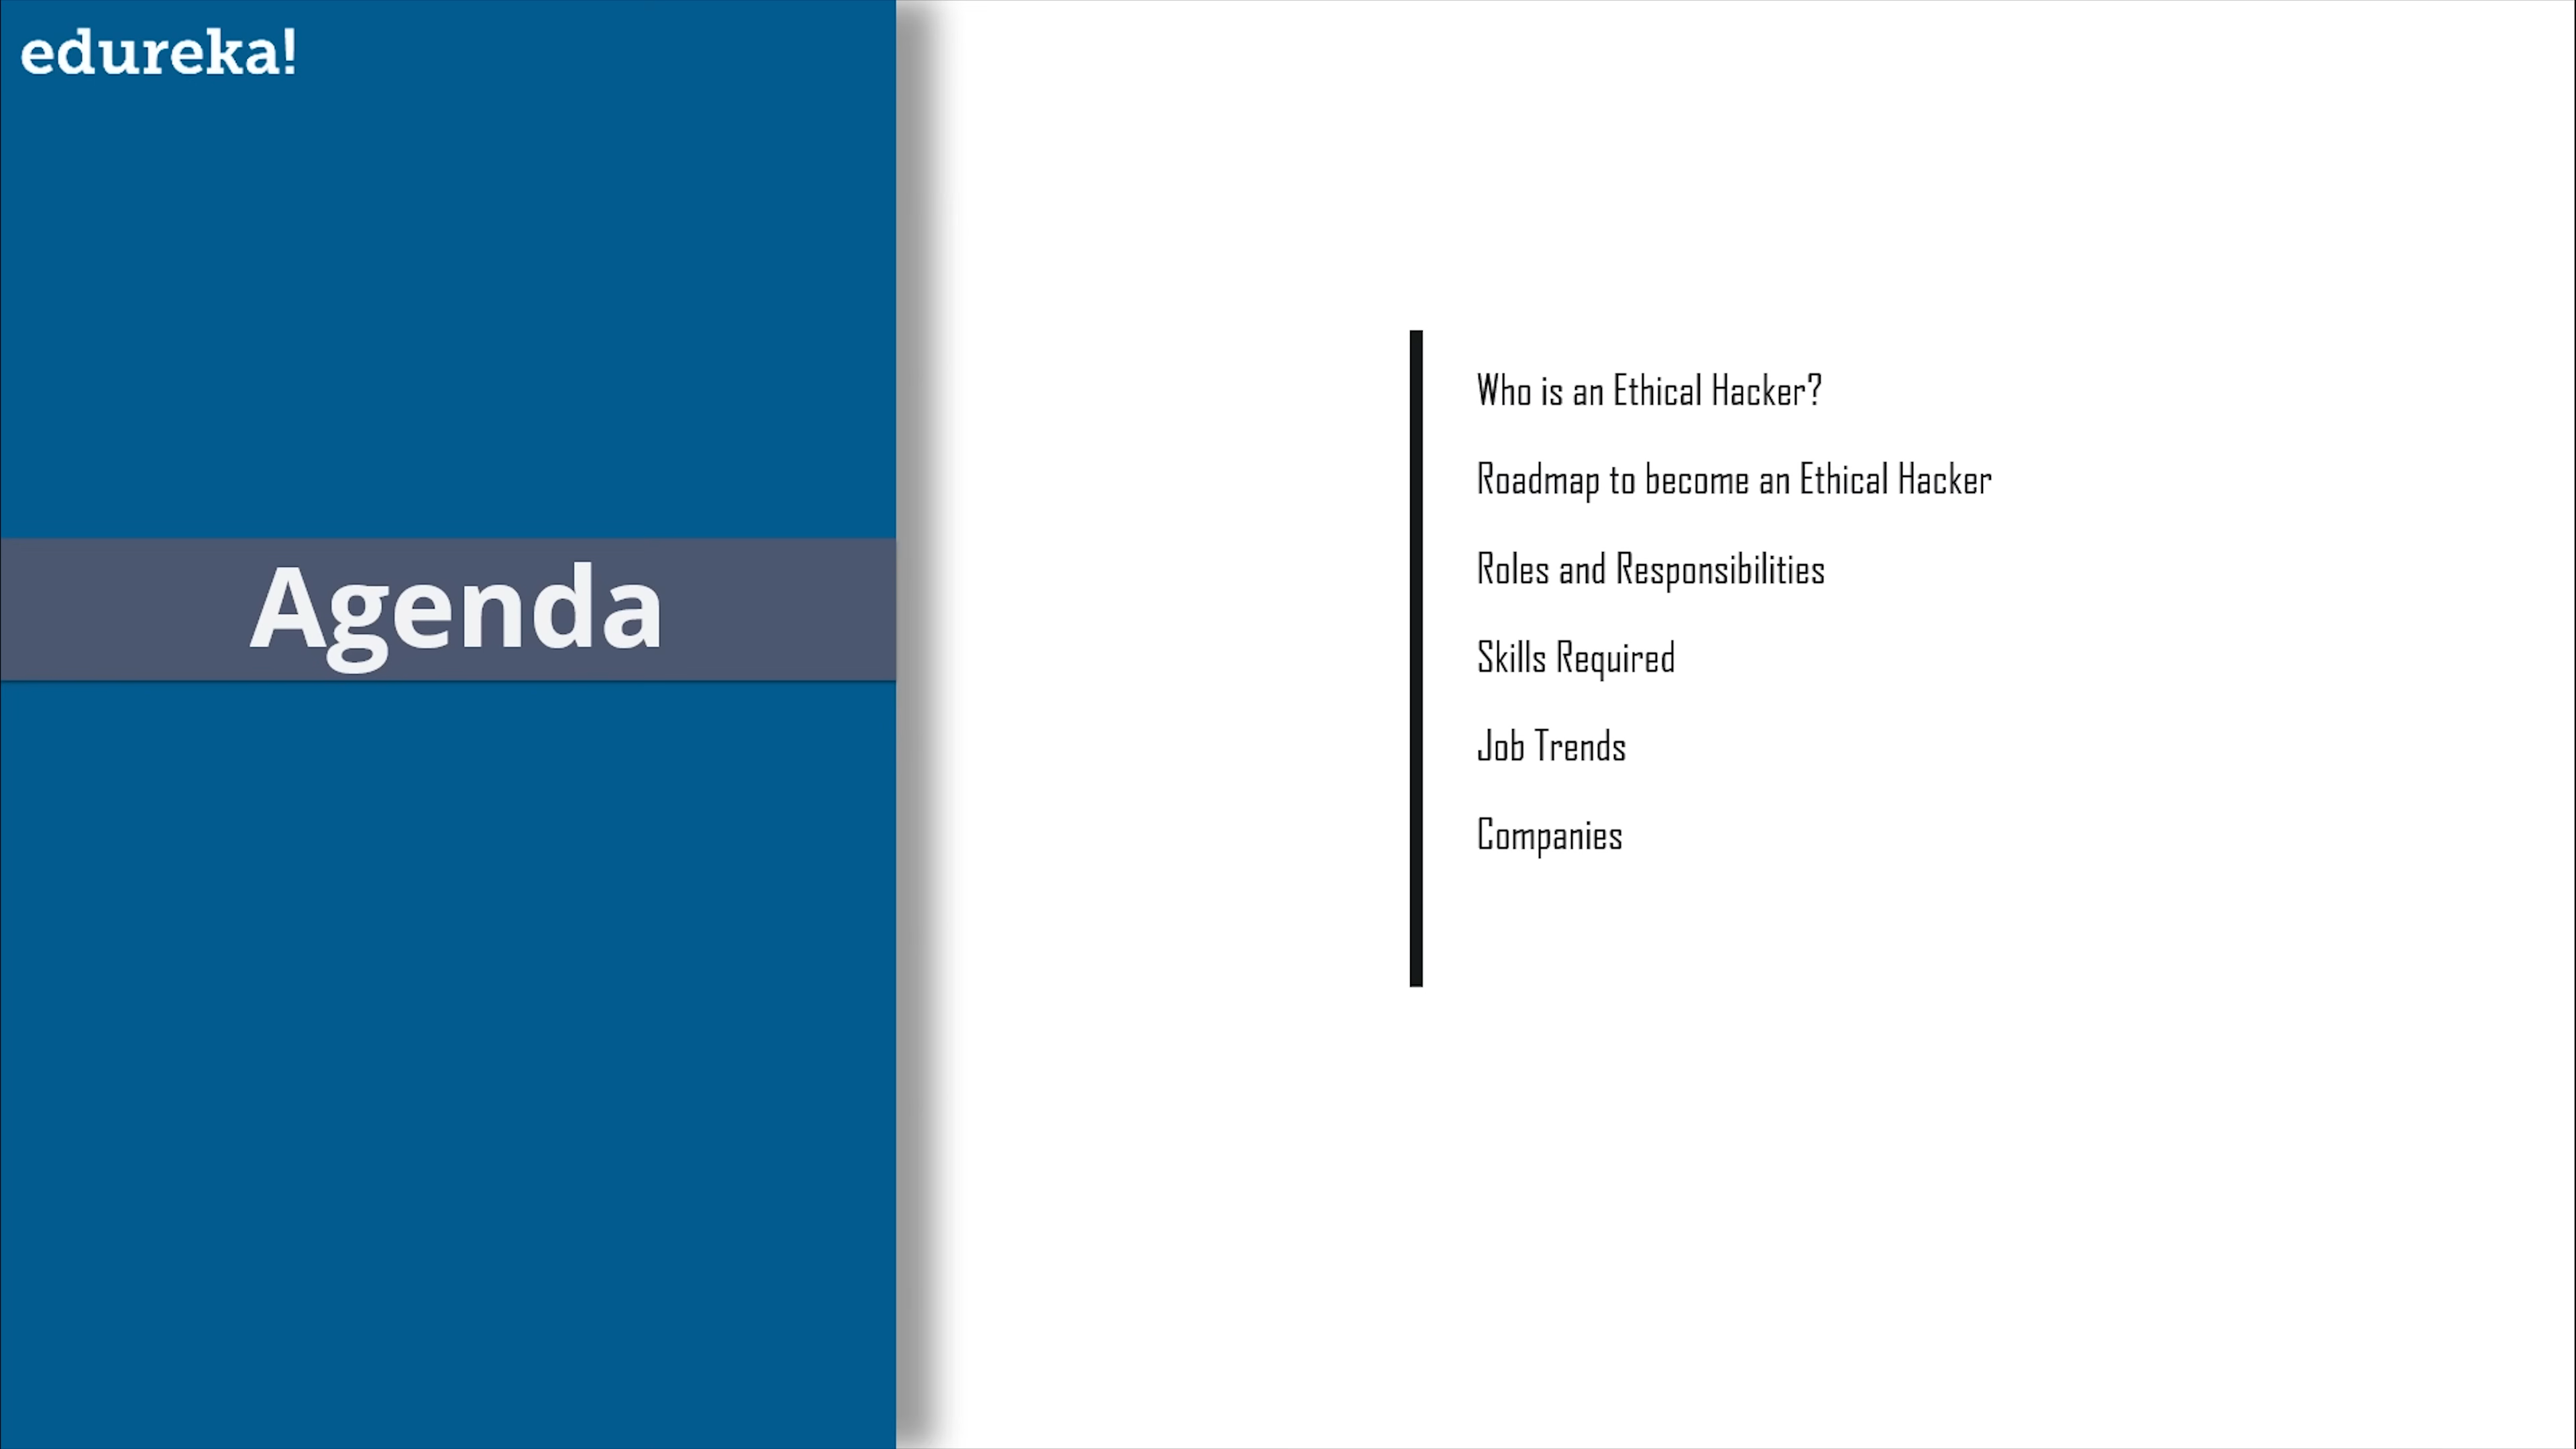 edureka!
Agenda
Who is an Ethical Hacker?
Roadmap to become an Ethical Hacker
Roles and Responsibilities
Skills Required
Job Trends
Companies